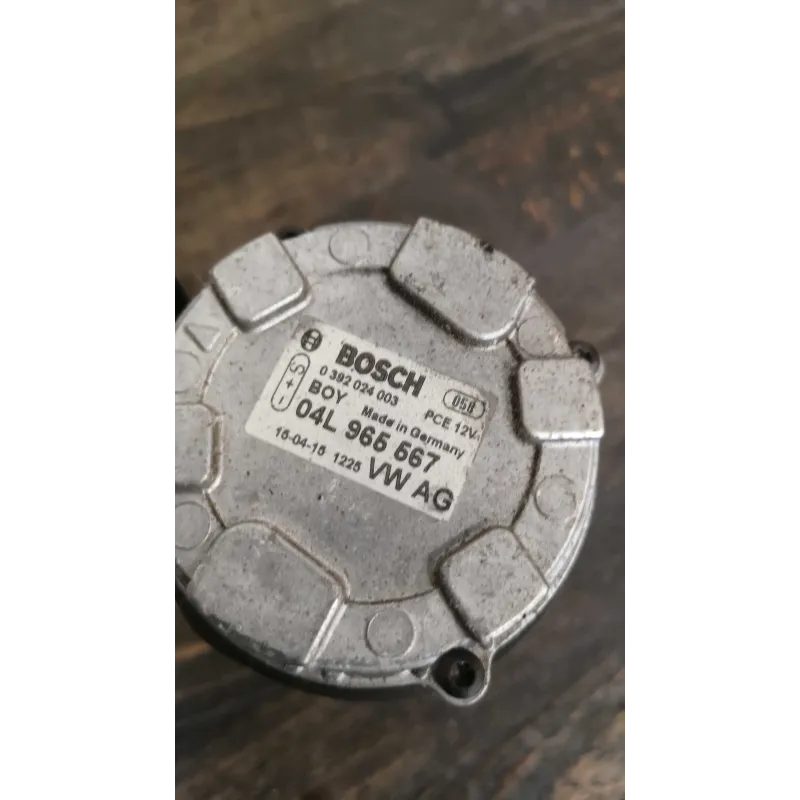 BOSCH
0 392 024 003
050
- + S
BOY
PCE 12V
Made in Germany
04L 965 567
15-04-15 1225 VW AG